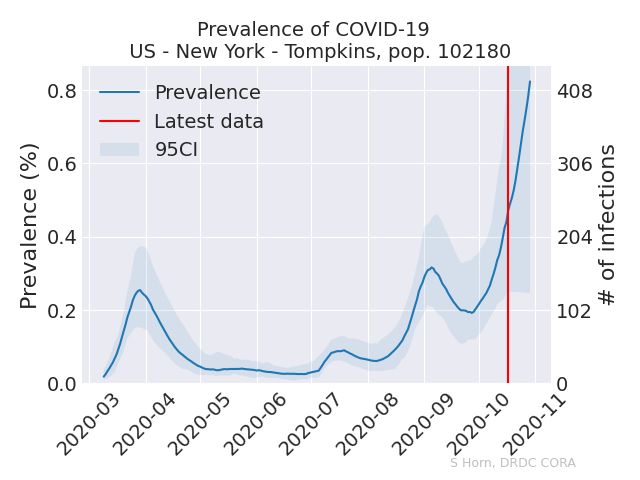 Prevalence of COVID-19
US - New York - Tompkins, pop. 102180
Prevalence
Latest data
95CI
Prevalence (%)
0.8
0.6
0.4
0.2
0.0
408
306
204
102
0
# of infections
2020-03
2020-04
2020-05
2020-06
2020-07
2020-08
2020-09
2020-10
2020-11
S Horn, DRDC CORA